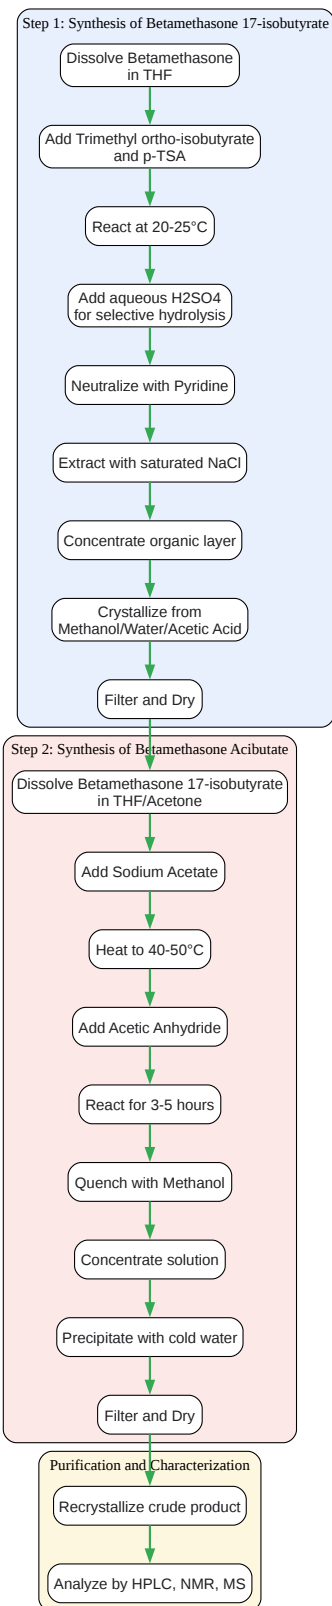 Step 1: Synthesis of Betamethasone 17-isobutyrate
Dissolve Betamethasone
in THF
Add Trimethyl ortho-isobutyrate
and p-TSA
React at 20-25°C
Add aqueous H2SO4
for selective hydrolysis
Neutralize with Pyridine
Extract with saturated NaCl
Concentrate organic layer
Crystallize from
Methanol/Water/Acetic Acid
Filter and Dry
Step 2: Synthesis of Betamethasone Acibutate
Dissolve Betamethasone 17-isobutyrate
in THF/Acetone
Add Sodium Acetate
Heat to 40-50°C
Add Acetic Anhydride
React for 3-5 hours
Quench with Methanol
Concentrate solution
Precipitate with cold water
Filter and Dry
Purification and Characterization
Recrystallize crude product
Analyze by HPLC, NMR, MS